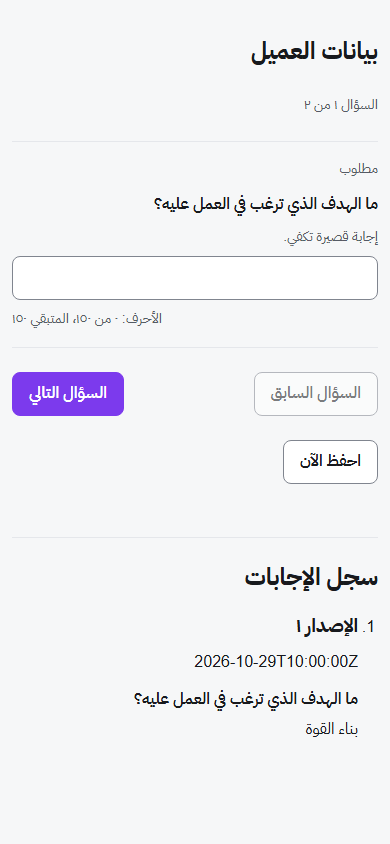 بيانات العميل
السؤال ١ من ٢
مطلوب
ما الهدف الذي ترغب في العمل عليه؟
إجابة قصيرة تكفي.
الأحرف: ٠ من ١٥٠، المتبقي ١٥٠
السؤال السابق
السؤال التالي
احفظ الآن
سجل الإجابات
1. الإصدار ١
2026-10-29T10:00:00Z
ما الهدف الذي ترغب في العمل عليه؟
بناء القوة